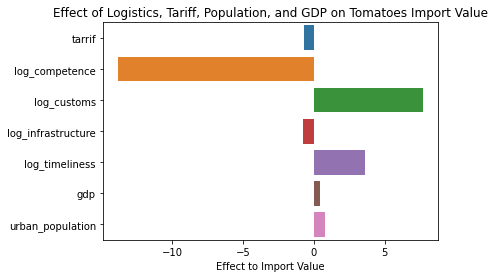 Effect of Logistics, Tariff, Population, and GDP on Tomatoes Import Value
tarrif
log_competence
log_customs
log_infrastructure
log_timeliness
gdp
urban_population
−10 −5 0 5
Effect to Import Value